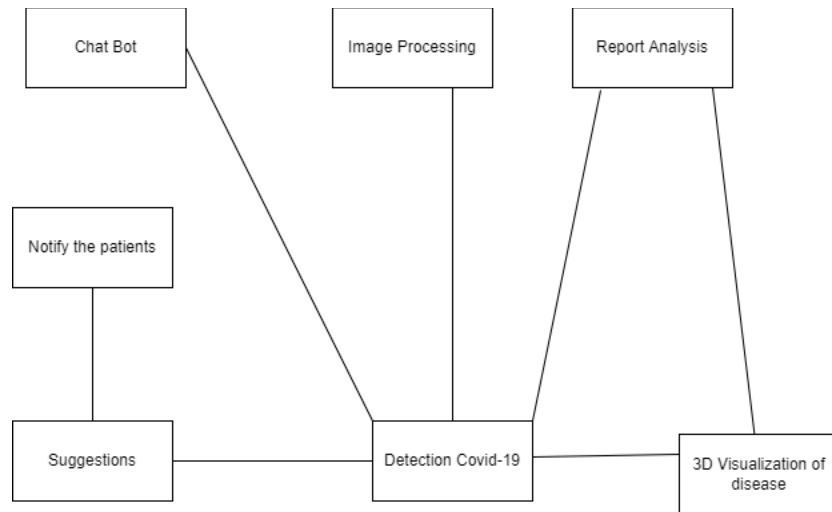 Chat Bot
Image Processing
Report Analysis
Notify the patients
Suggestions
Detection Covid-19
3D Visualization of
disease